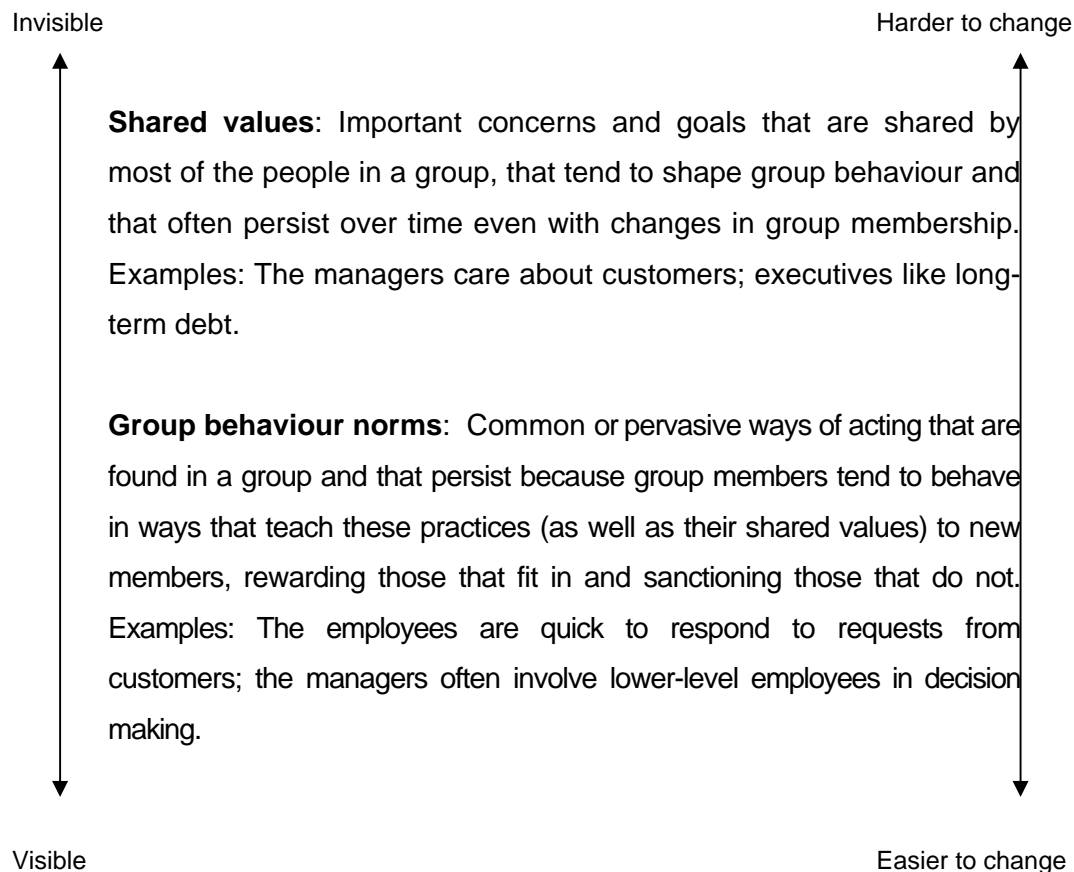 Invisible
Harder to change
Shared values: Important concerns and goals that are shared by
most of the people in a group, that tend to shape group behaviour and
that often persist over time even with changes in group membership.
Examples: The managers care about customers; executives like long-
term debt.
Group behaviour norms: Common or pervasive ways of acting that are
found in a group and that persist because group members tend to behave
in ways that teach these practices (as well as their shared values) to new
members, rewarding those that fit in and sanctioning those that do not.
Examples: The employees are quick to respond to requests from
customers; the managers often involve lower-level employees in decision
making.
Visible
Easier to change